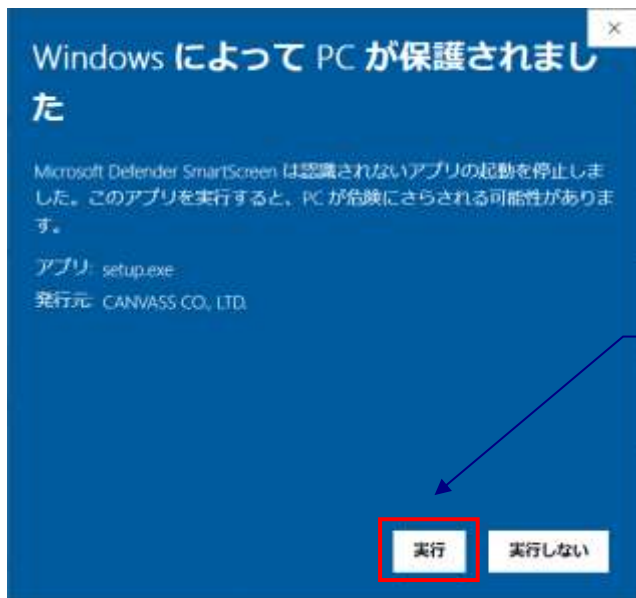 ×
Windows によって PC が保護されまし
た
Microsoft Defender SmartScreen は認識されないアプリの起動を停止しま
した。このアプリを実行すると、PC が危険にさらされる可能性がありま
す。
アプリ: setup.exe
発行元: CANVASS CO., LTD.
実行 実行しない